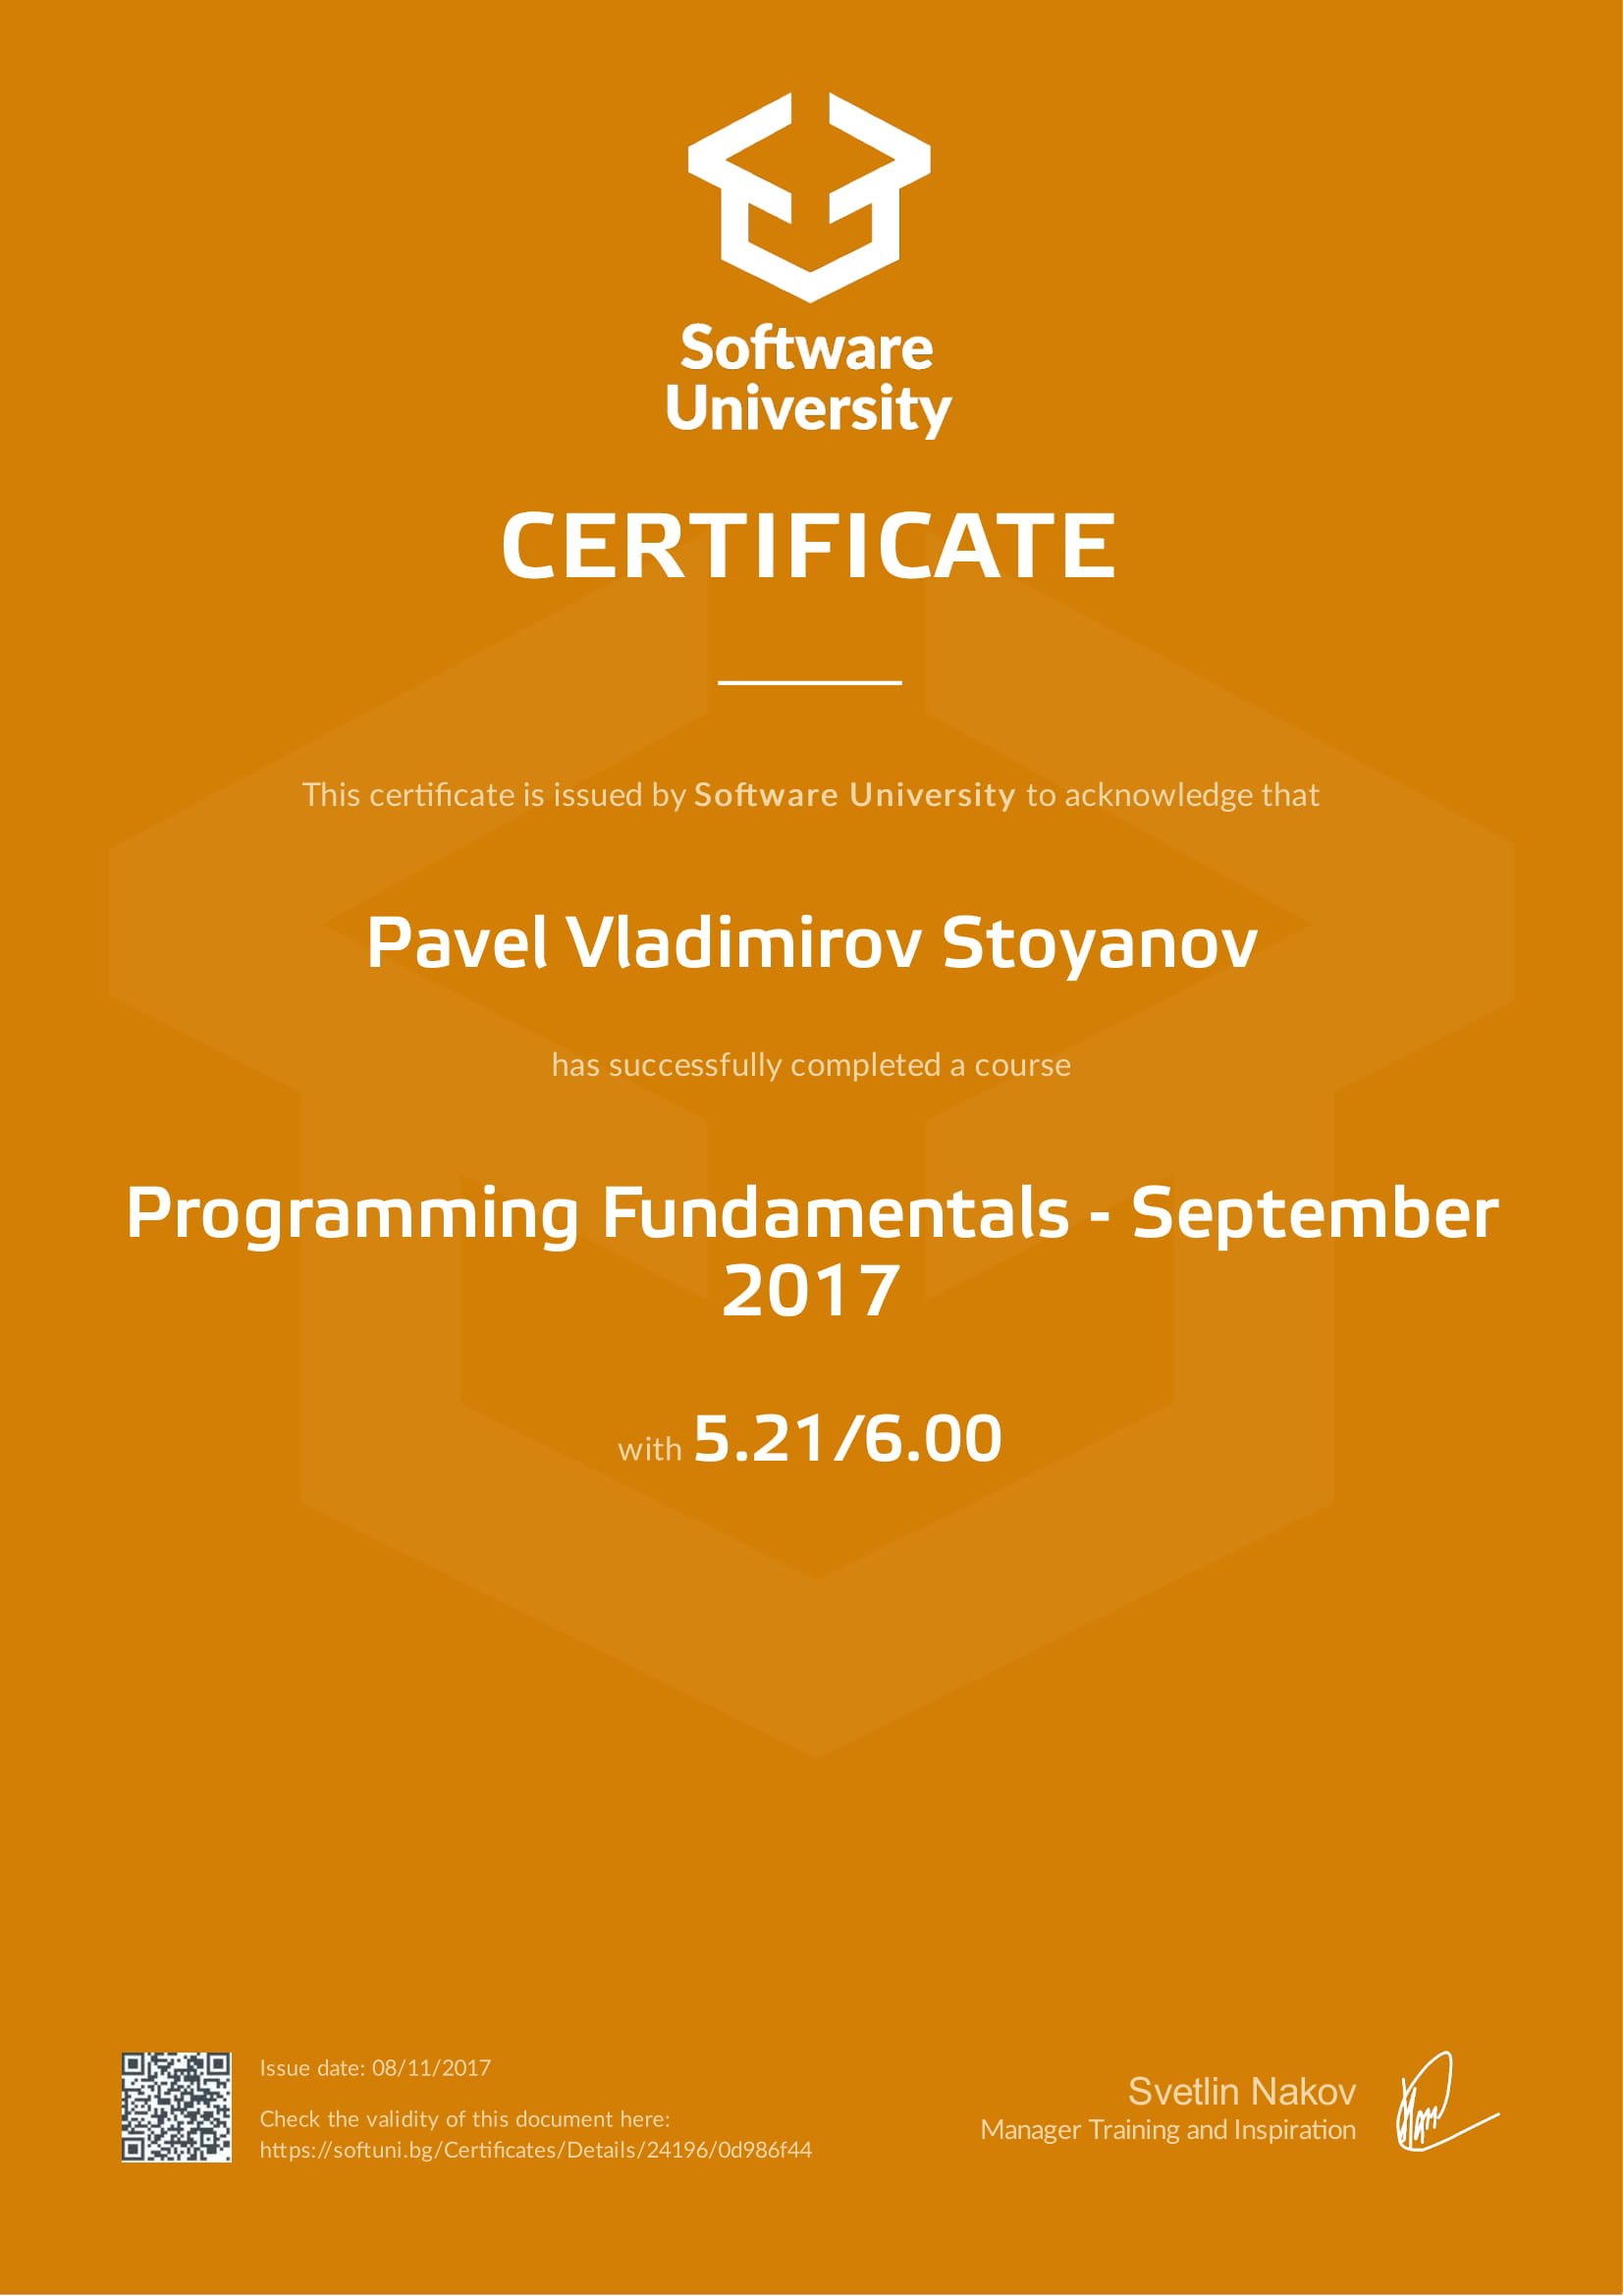 Software
University
CERTIFICATE
This certificate is issued by Software University to acknowledge that
Pavel Vladimirov Stoyanov
has successfully completed a course
Programming Fundamentals - September
2017
with 5.21/6.00
Issue date: 08/11/2017
Check the validity of this document here:
https://softuni.bg/Certificates/Details/24196/0d986f44
Svetlin Nakov
Manager Training and Inspiration